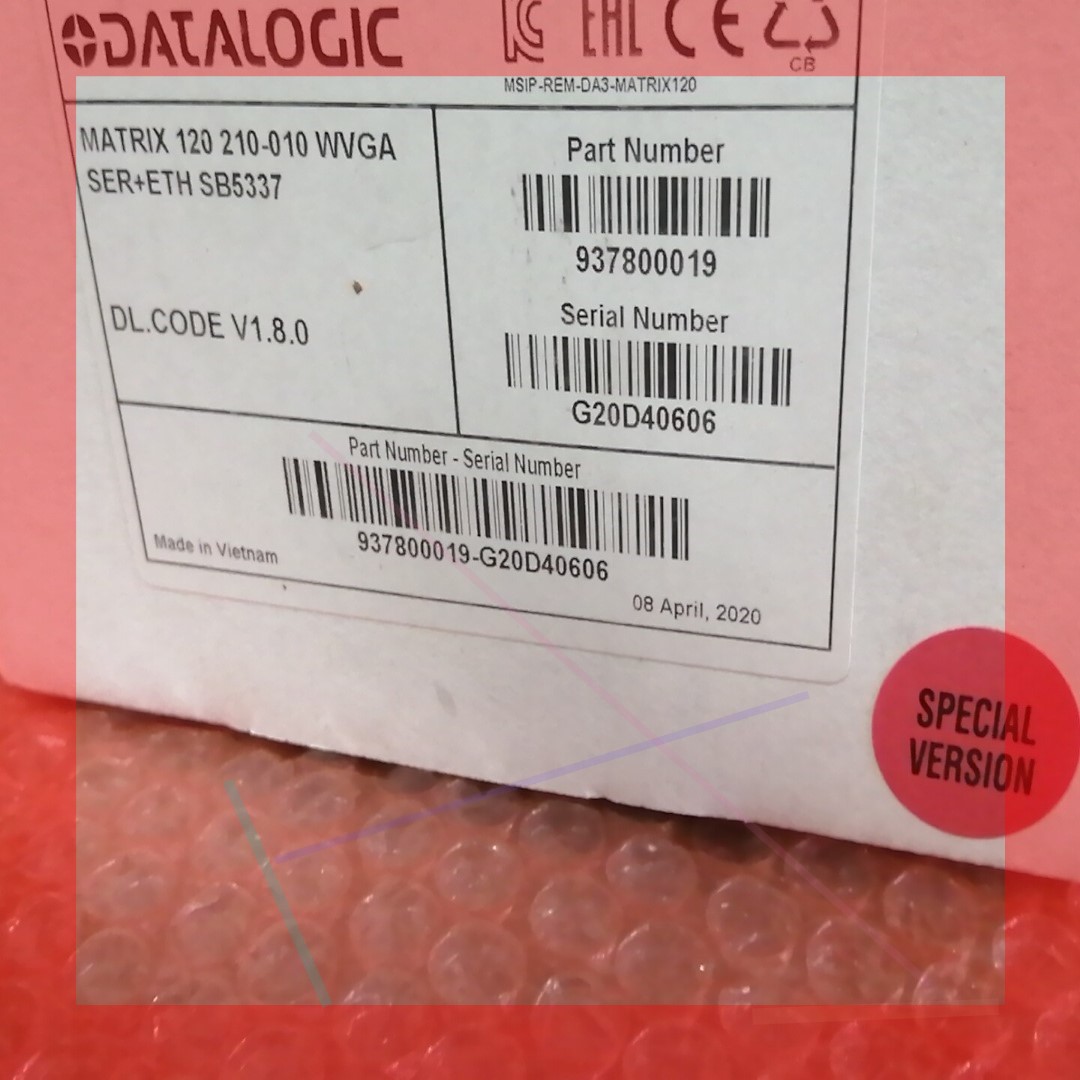 DATALOGIC
EAC CE
CB
MSIP-REM-DA3-MATRIX120
MATRIX 120 210-010 WVGA
SER+ETH SB5337
DL.CODE V1.8.0
Part Number
937800019
Serial Number
G20D40606
Part Number - Serial Number
937800019-G20D40606
Made in Vietnam
08 April, 2020
SPECIAL
VERSION